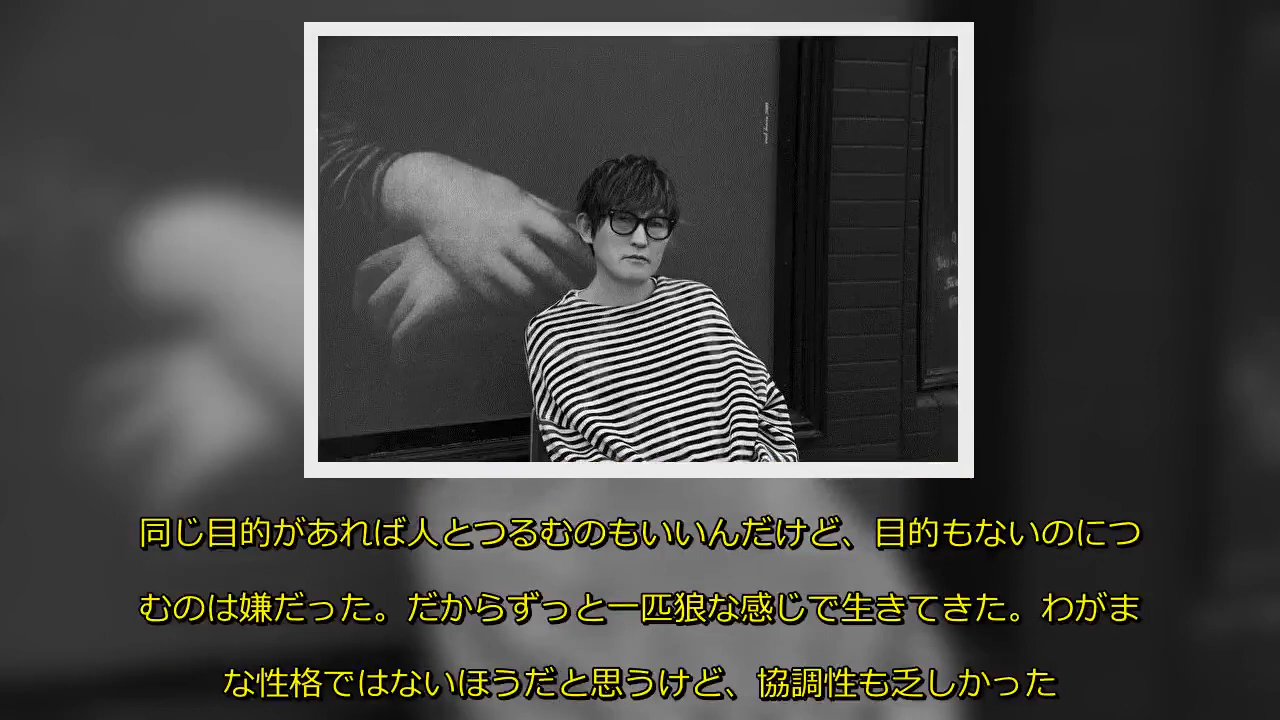 同じ目的があれば人とつるむのもいいんだけど、目的もないのにつ
むのは嫌だった。だからずっと一匹狼な感じで生きてきた。わがま
な性格ではないほうだと思うけど、協調性も乏しかった